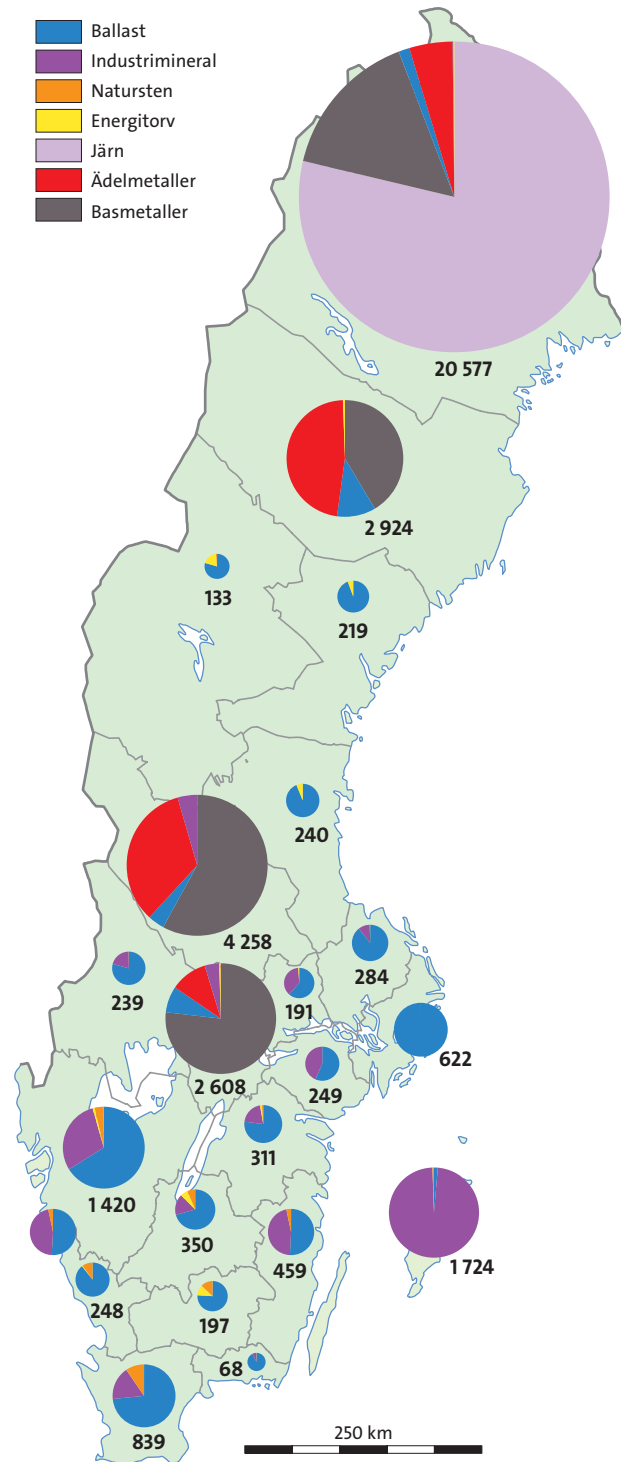 Ballast
Industrimineral
Natursten
Energitorv
Järn
Ädelmetaller
Basmetaller
20 577
2 924
133
219
240
4 258
284
239
191
622
2 608
249
311
1 420
350
459
1 724
248
197
68
839
250 km